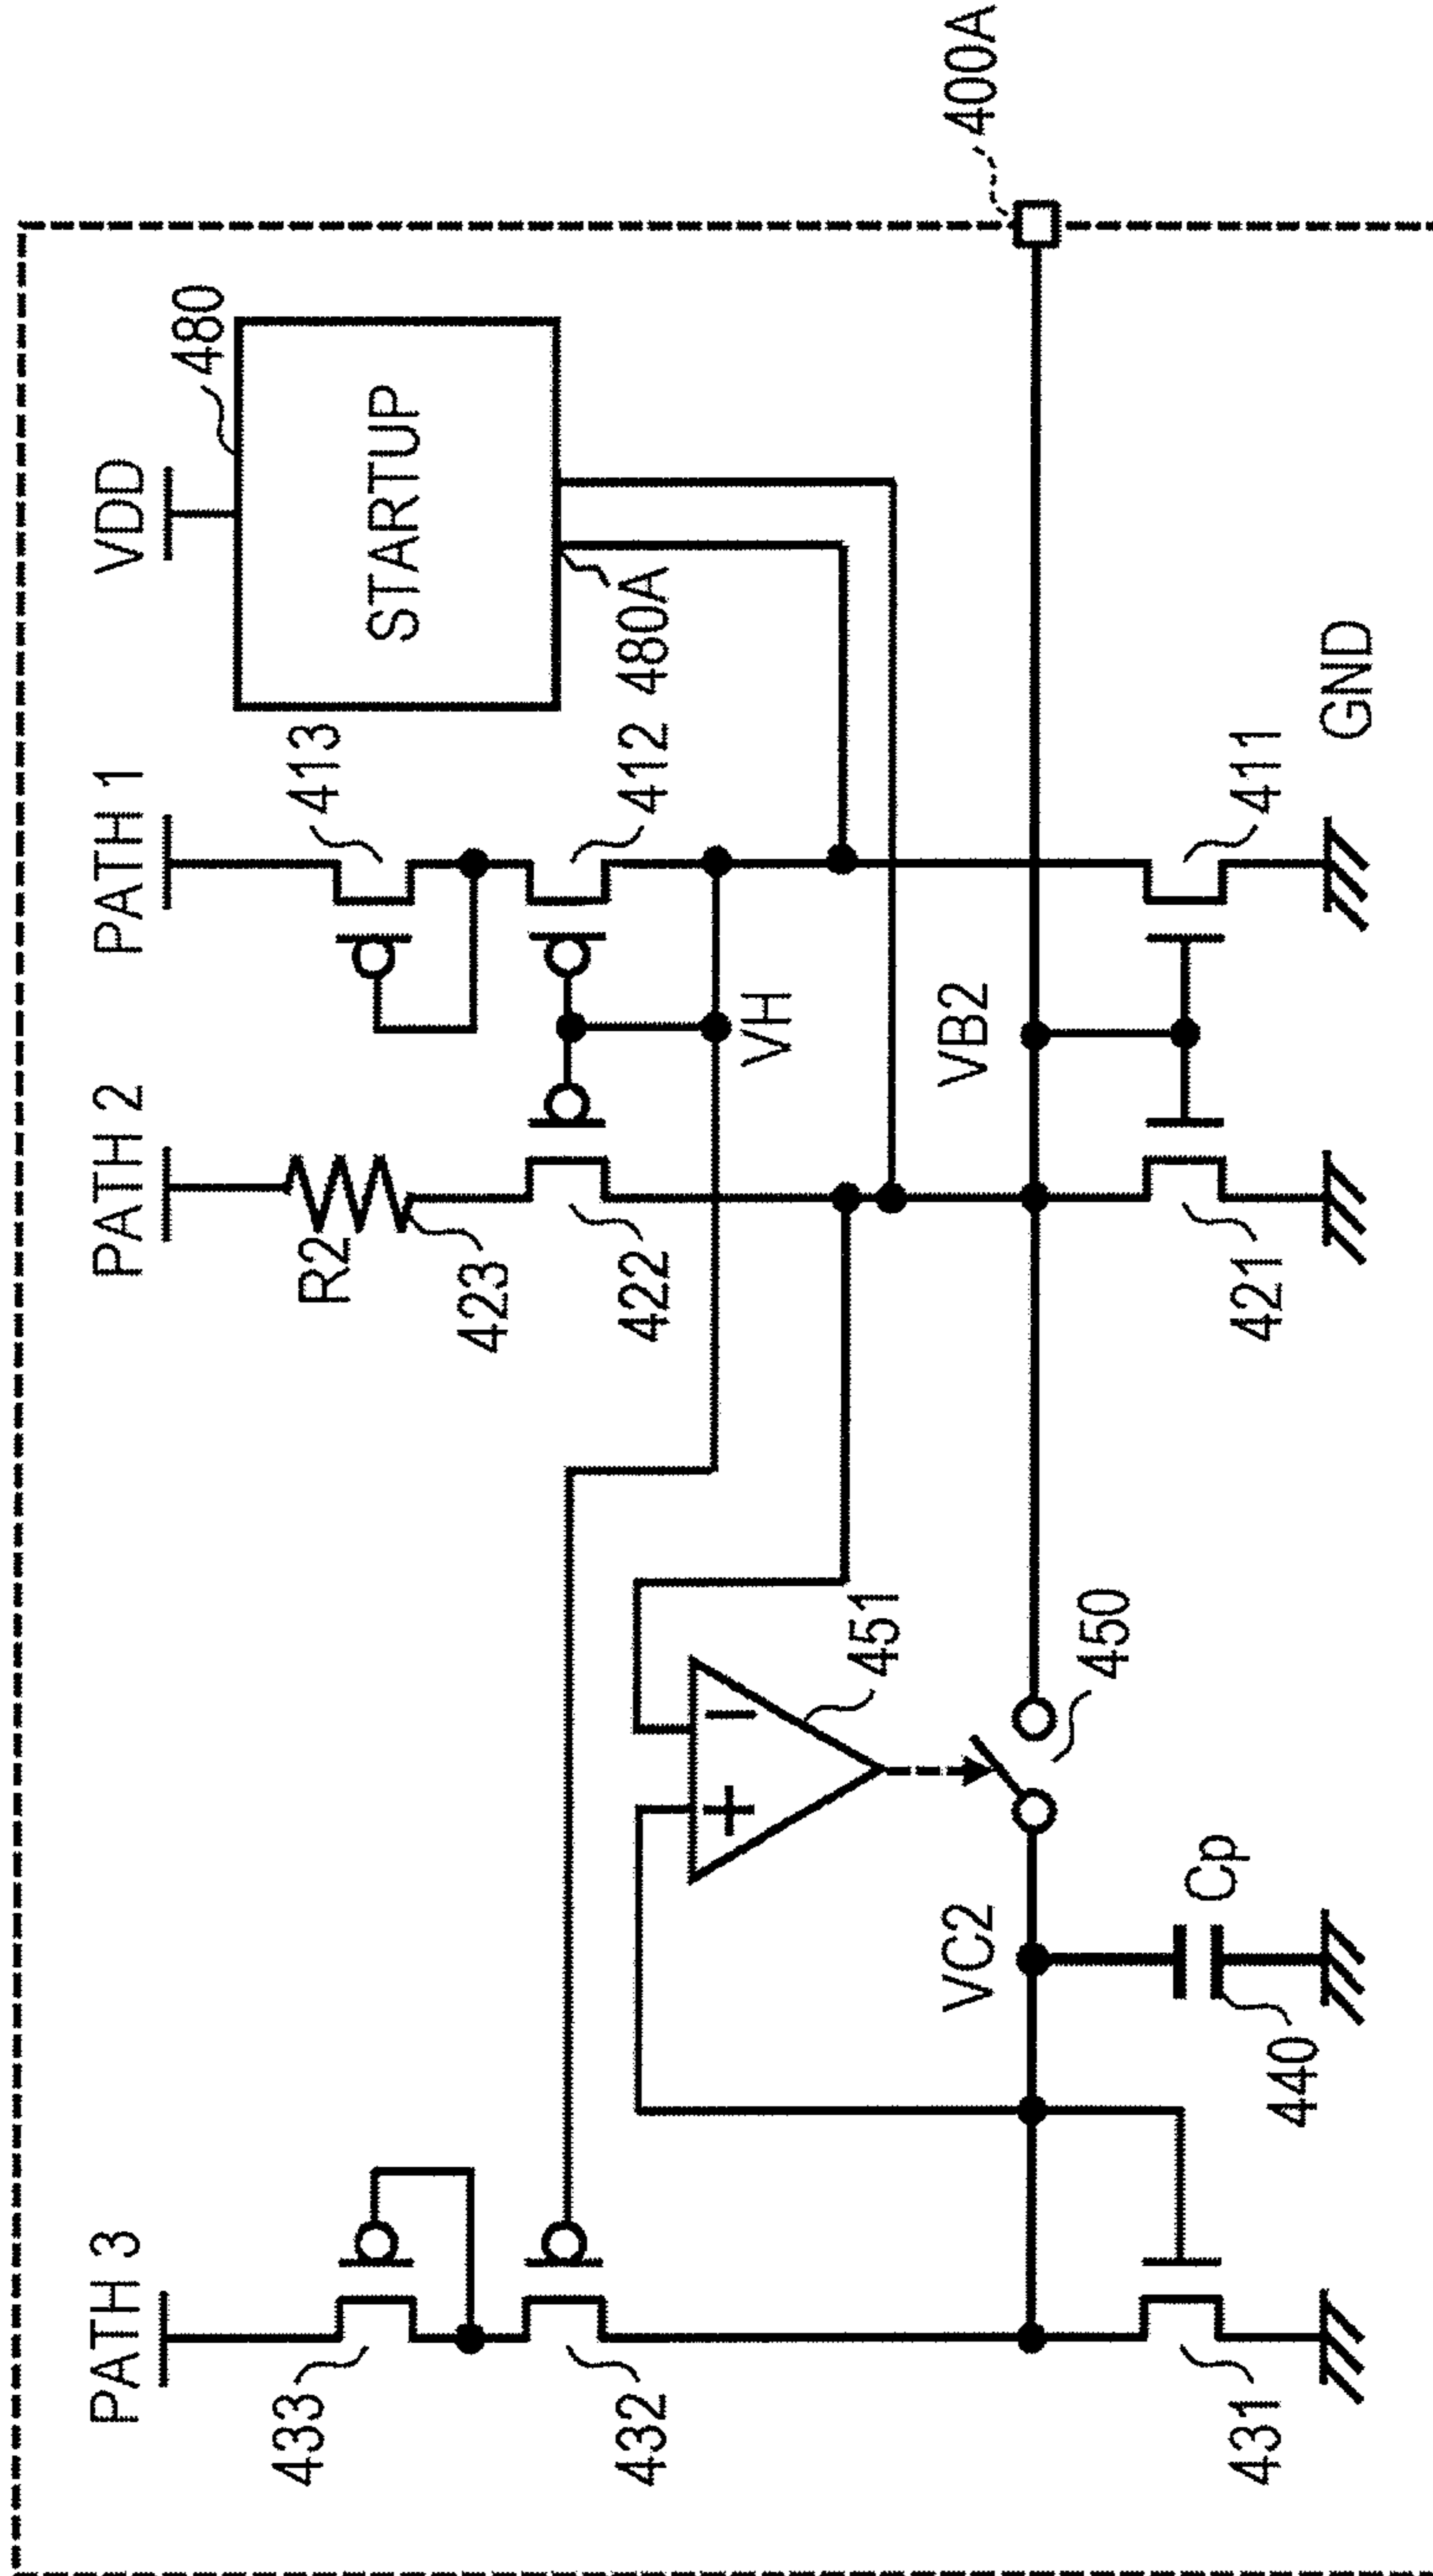 PATH 3
PATH 2
PATH 1
VDD
433
R2
423
413
480
STARTUP
432
422
412
480A
VH
451
VC2
VB2
400A
450
Cp
440
431
421
411
GND
+
−